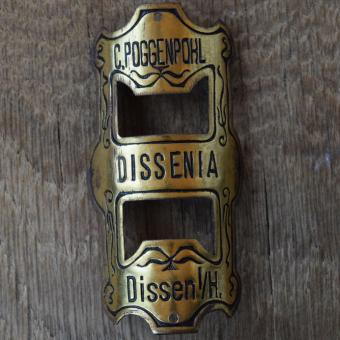 C.POGGENPOHL
DISSENIA
Dissen i/H.